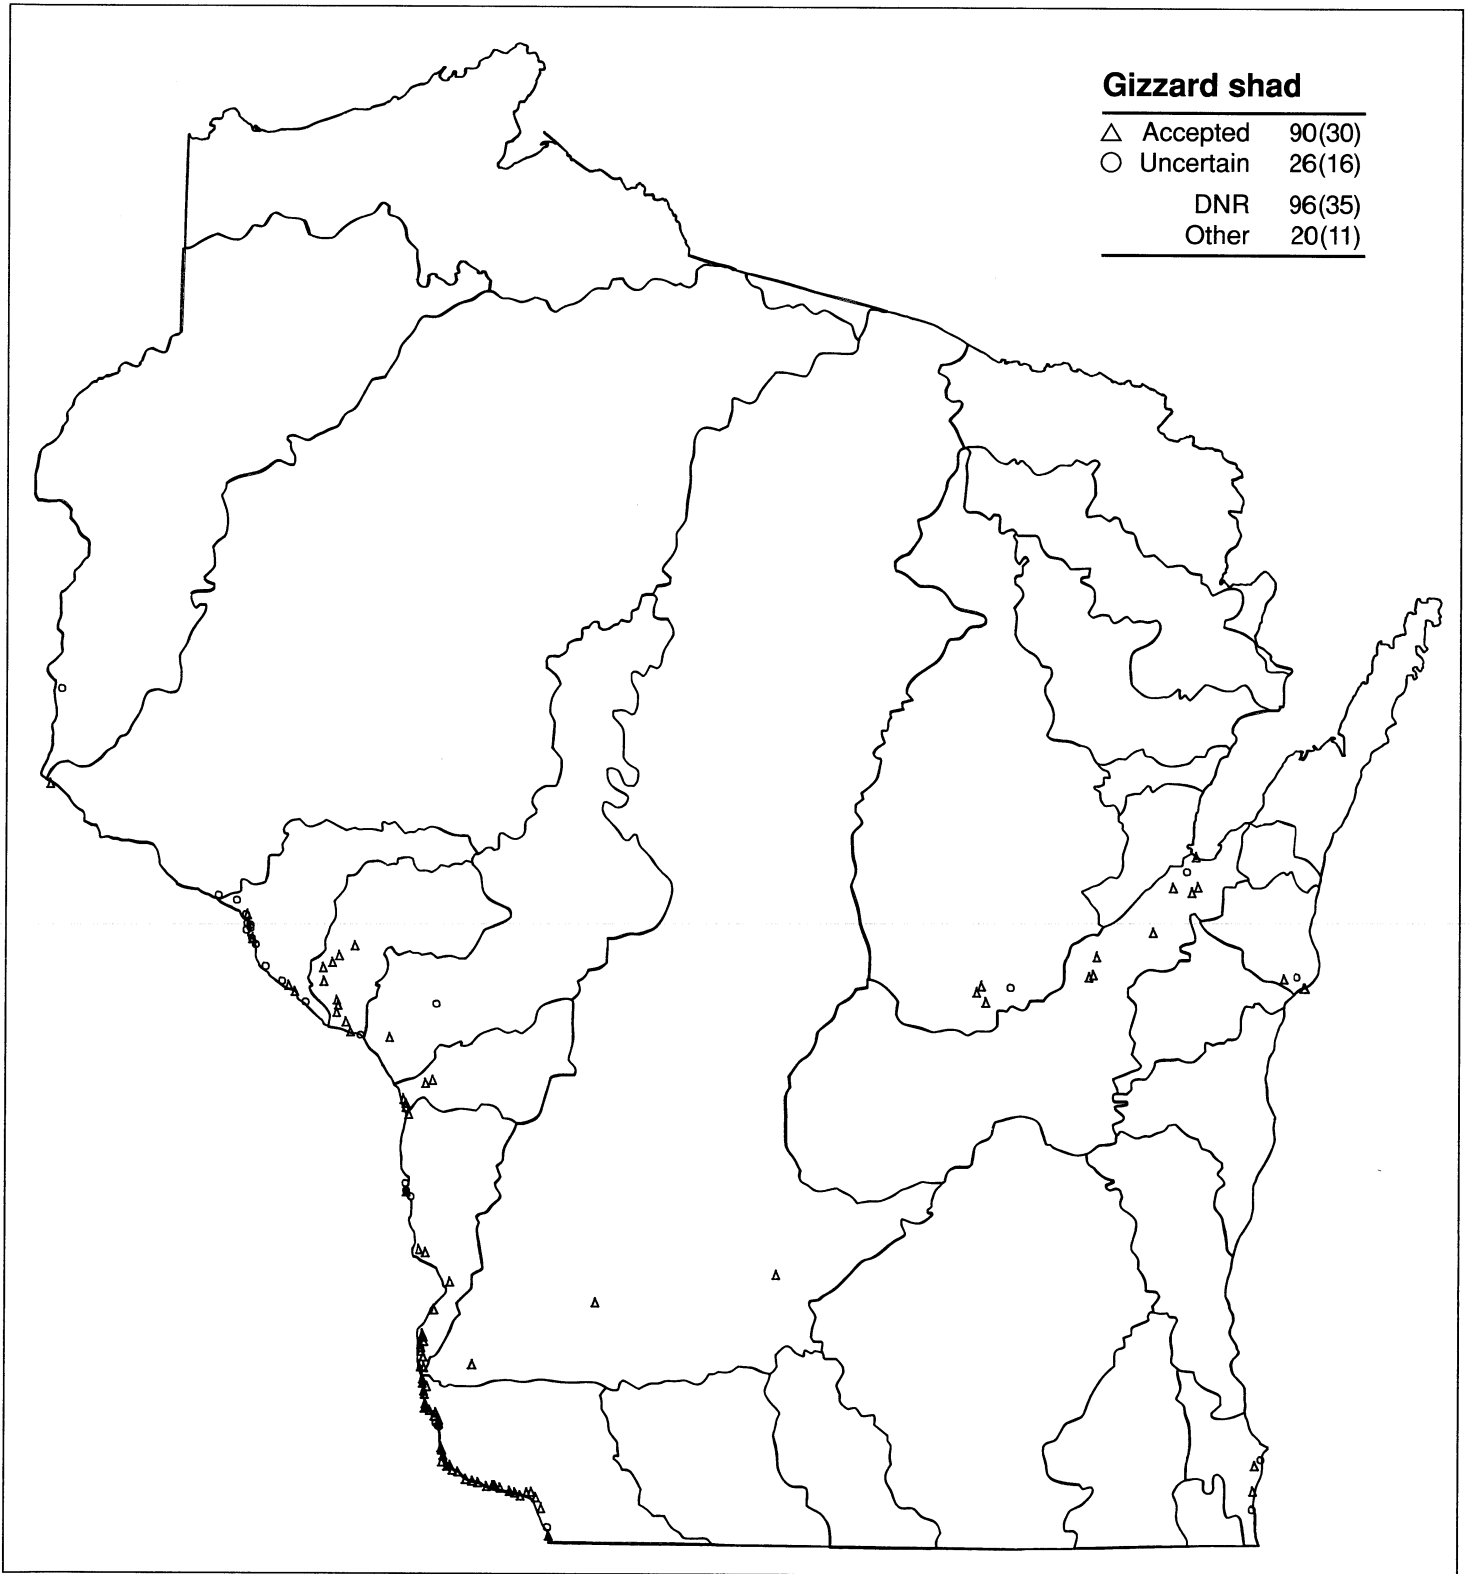 Gizzard shad
△ Accepted 90(30)
○ Uncertain 26(16)
DNR 96(35)
Other 20(11)